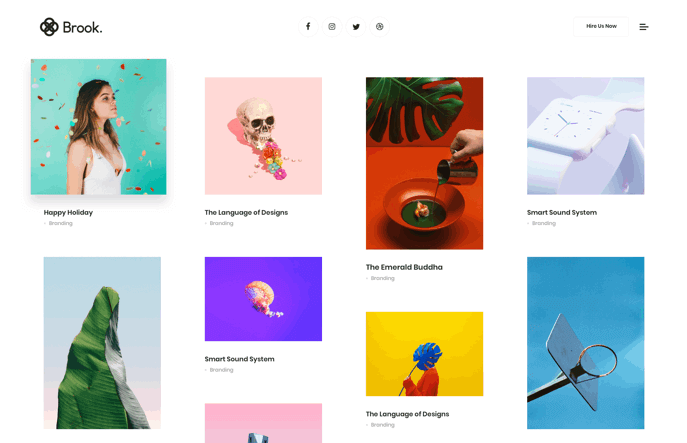 Brook.
Hire Us Now
Happy Holiday
- Branding
The Language of Designs
- Branding
The Emerald Buddha
- Branding
Smart Sound System
- Branding
Smart Sound System
- Branding
The Language of Designs
- Branding